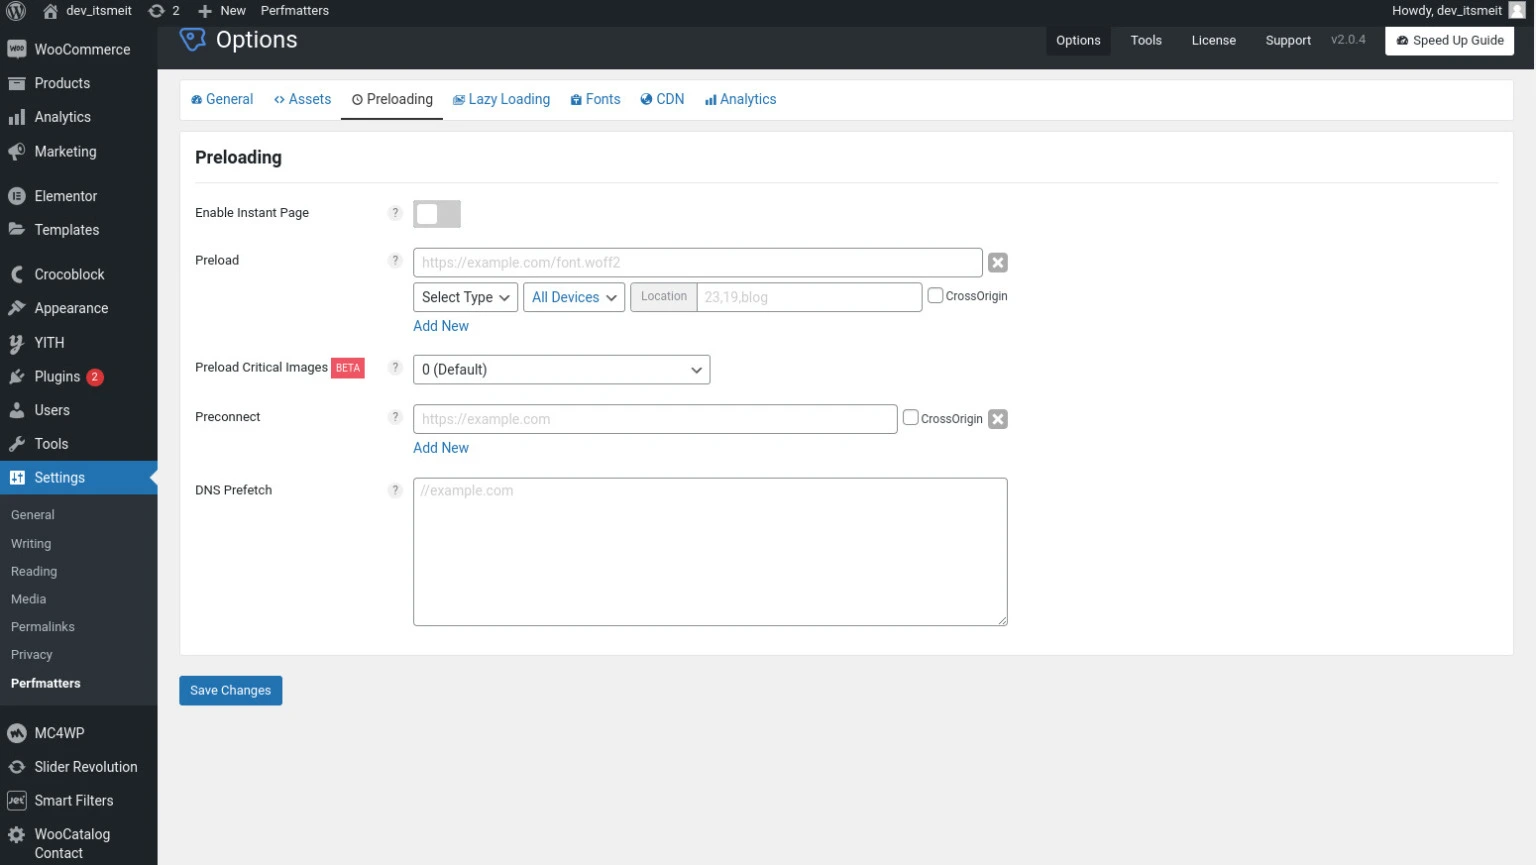 dev_itsmeit 2 New Perfmatters Howdy, dev_itsmeit
WooCommerce
Products
Analytics
Marketing
Elementor
Templates
Crocoblock
Appearance
YITH
Plugins 2
Users
Tools
Settings
General
Writing
Reading
Media
Permalinks
Privacy
Perfmatters
MC4WP
Slider Revolution
Smart Filters
WooCatalog
Contact
Options Options Tools License Support v2.0.4 Speed Up Guide
General Assets Preloading Lazy Loading Fonts CDN Analytics
Preloading
Enable Instant Page ?
Preload ? https://example.com/font.woff2
Select Type All Devices Location 23,19,blog CrossOrigin
Add New
Preload Critical Images BETA ? 0 (Default)
Preconnect ? https://example.com CrossOrigin
Add New
DNS Prefetch ? //example.com
Save Changes